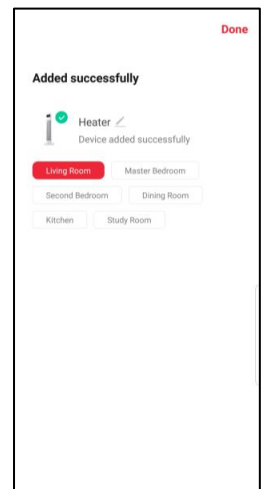 Done
Added successfully
Heater
Device added successfully
Living Room Master Bedroom
Second Bedroom Dining Room
Kitchen Study Room